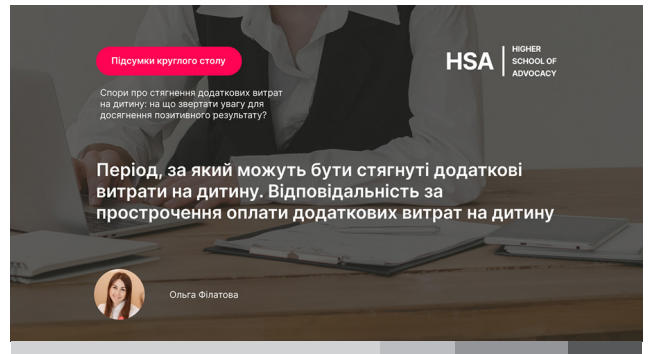 Підсумки круглого столу
HSA
HIGHER
SCHOOL OF
ADVOCACY
Спори про стягнення додаткових витрат
на дитину: на що звертати увагу для
досягнення позитивного результату?
Період, за який можуть бути стягнуті додаткові
витрати на дитину. Відповідальність за
прострочення оплати додаткових витрат на дитину
Ольга Філатова